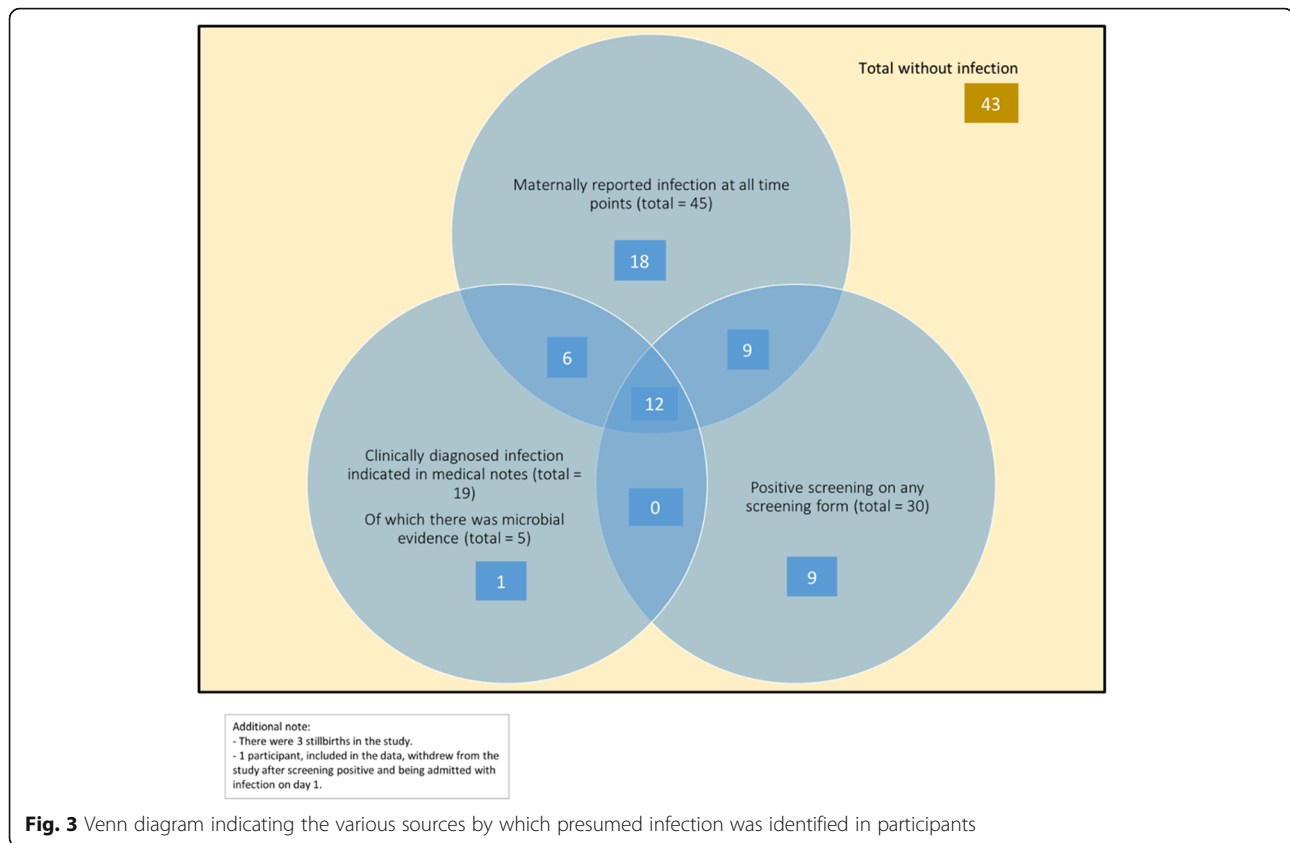 Total without infection
43
Maternally reported infection at all time
points (total = 45)
18
6
9
12
Clinically diagnosed infection
indicated in medical notes (total =
19)
Of which there was microbial
evidence (total = 5)
1
0
Positive screening on any
screening form (total = 30)
9
Additional note:
- There were 3 stillbirths in the study.
- 1 participant, included in the data, withdrew from the
study after screening positive and being admitted with
infection on day 1.
Fig. 3 Venn diagram indicating the various sources by which presumed infection was identified in participants